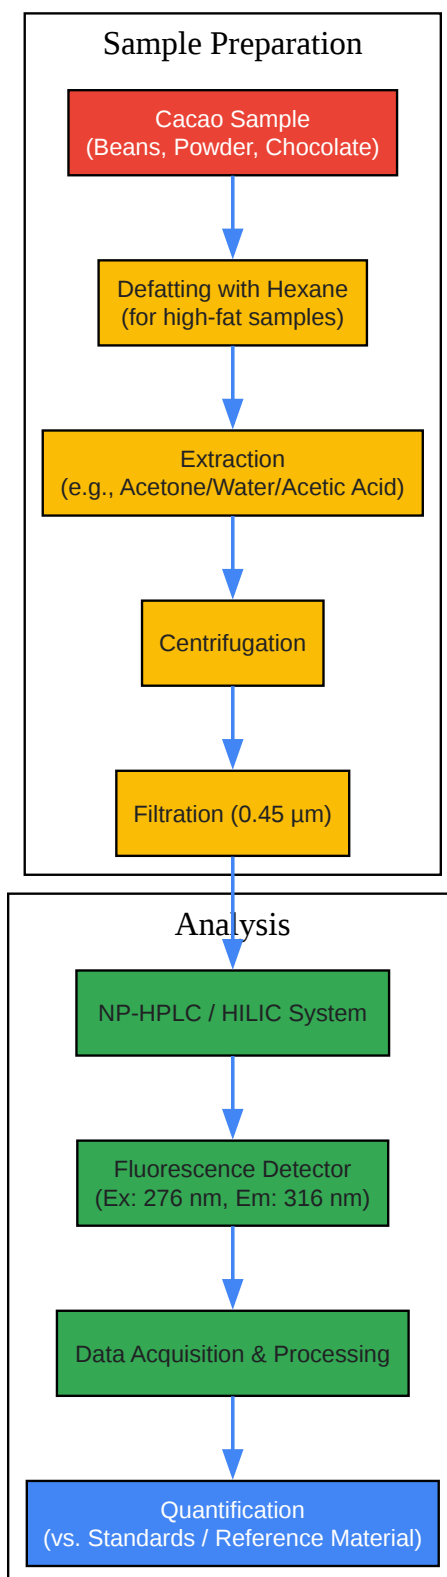 Sample Preparation
Cacao Sample
(Beans, Powder, Chocolate)
Defatting with Hexane
(for high-fat samples)
Extraction
(e.g., Acetone/Water/Acetic Acid)
Centrifugation
Filtration (0.45 µm)
Analysis
NP-HPLC / HILIC System
Fluorescence Detector
(Ex: 276 nm, Em: 316 nm)
Data Acquisition & Processing
Quantification
(vs. Standards / Reference Material)